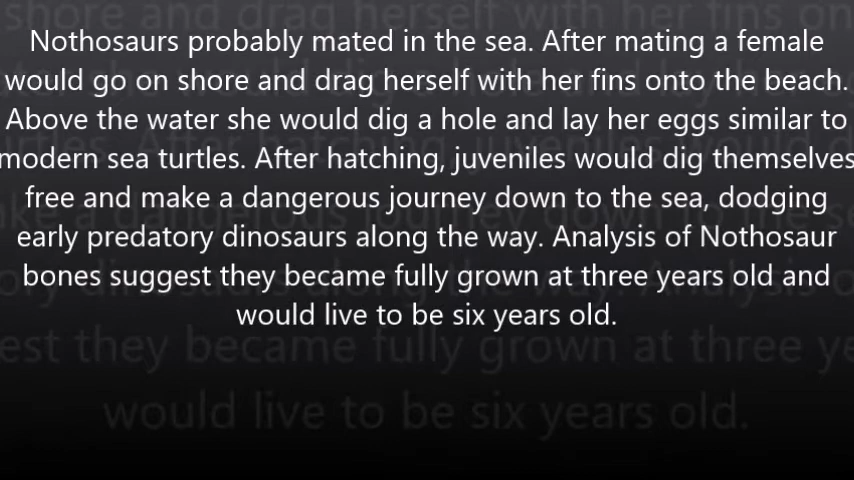 Nothosaurs probably mated in the sea. After mating a female
would go on shore and drag herself with her fins onto the beach.
Above the water she would dig a hole and lay her eggs similar to
modern sea turtles. After hatching, juveniles would dig themselves
free and make a dangerous journey down to the sea, dodging
early predatory dinosaurs along the way. Analysis of Nothosaur
bones suggest they became fully grown at three years old and
would live to be six years old.